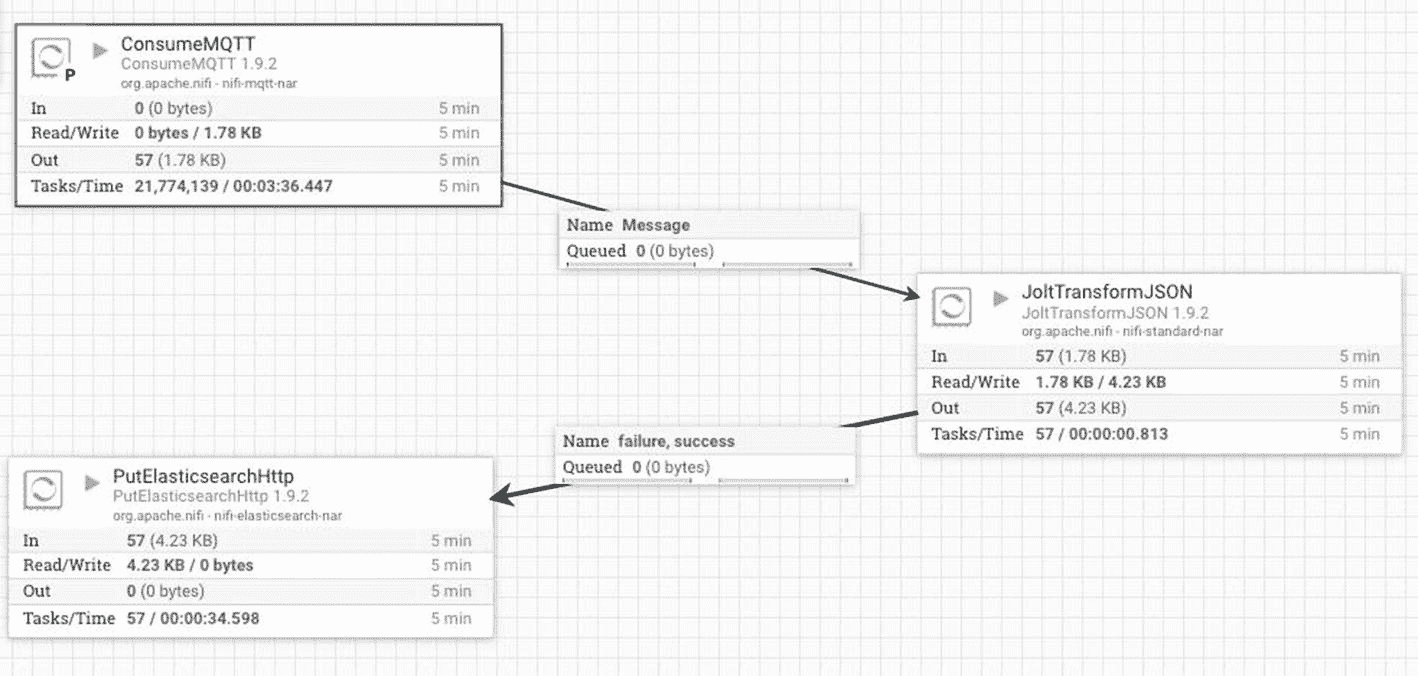 ConsumeMQTT
ConsumeMQTT 1.9.2
org.apache.nifi - nifi-mqtt-nar
P
In 0 (0 bytes) 5 min
Read/Write 0 bytes / 1.78 KB 5 min
Out 57 (1.78 KB) 5 min
Tasks/Time 21,774,139 / 00:03:36.447 5 min
Name Message
Queued 0 (0 bytes)
JoltTransformJSON
JoltTransformJSON 1.9.2
org.apache.nifi - nifi-standard-nar
In 57 (1.78 KB) 5 min
Read/Write 1.78 KB / 4.23 KB 5 min
Out 57 (4.23 KB) 5 min
Tasks/Time 57 / 00:00:00.813 5 min
Name failure, success
Queued 0 (0 bytes)
PutElasticsearchHttp
PutElasticsearchHttp 1.9.2
org.apache.nifi - nifi-elasticsearch-nar
In 57 (4.23 KB) 5 min
Read/Write 4.23 KB / 0 bytes 5 min
Out 0 (0 bytes) 5 min
Tasks/Time 57 / 00:00:34.598 5 min